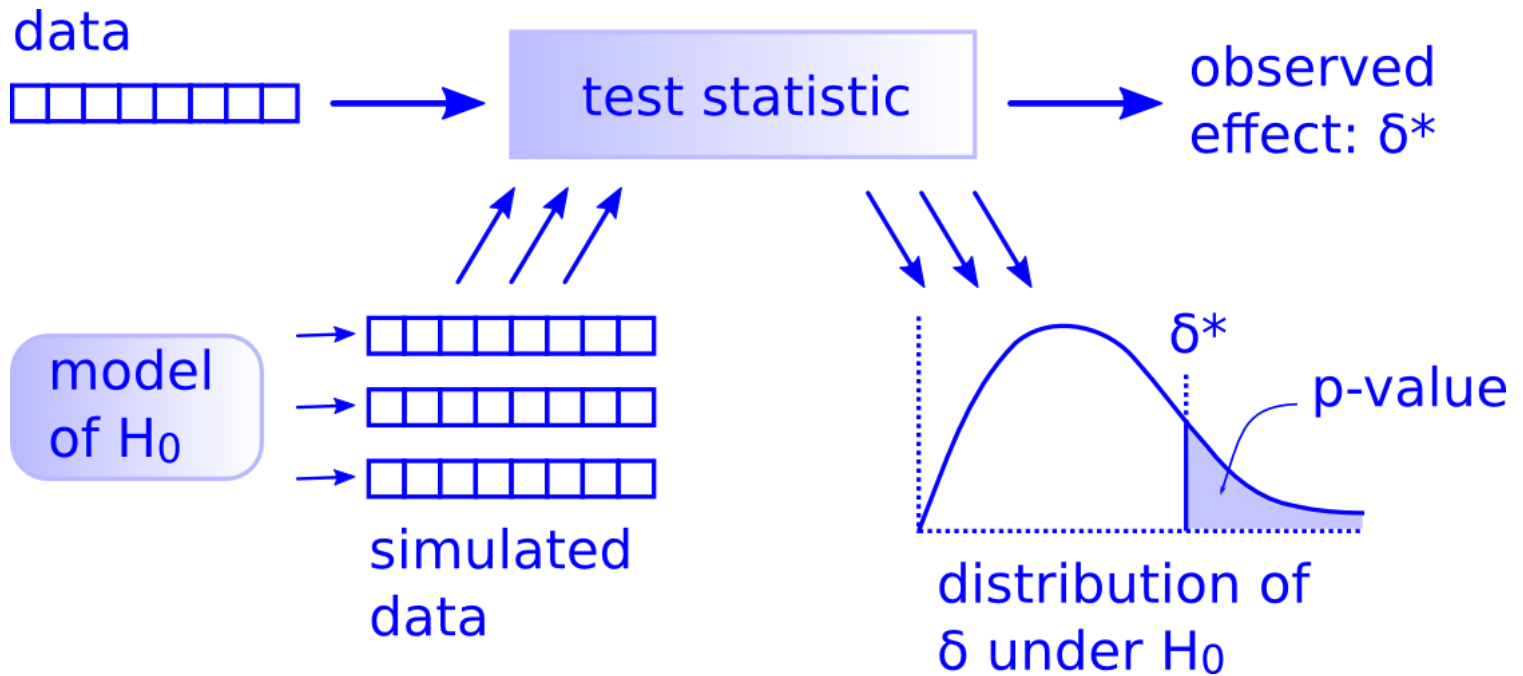 data
test statistic
observed
effect: δ*
model
of H₀
simulated
data
δ*
p-value
distribution of
δ under H₀